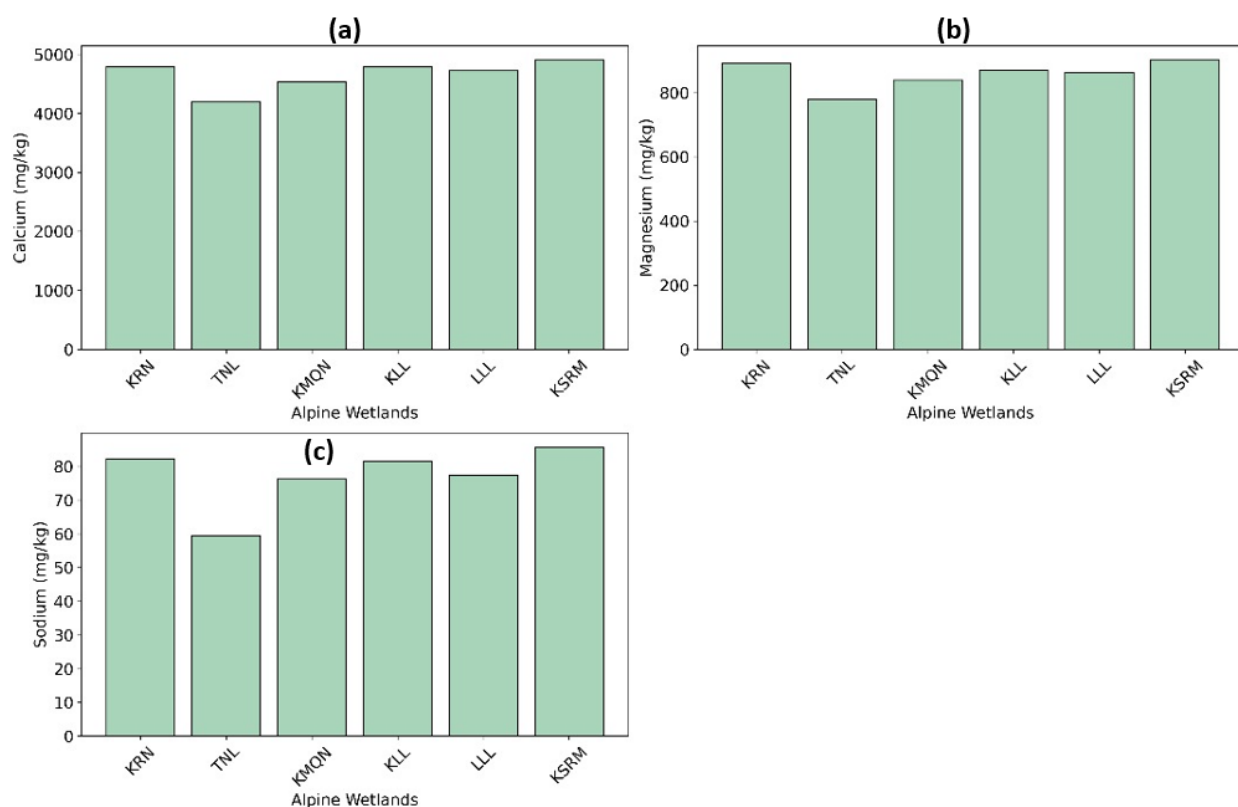 (a)
Calcium (mg/kg)
5000
4000
3000
2000
1000
0
KRN TNL KMQN KLL LLL KSRM
Alpine Wetlands
(b)
Magnesium (mg/kg)
800
600
400
200
0
KRN TNL KMQN KLL LLL KSRM
Alpine Wetlands
(c)
Sodium (mg/kg)
80
70
60
50
40
30
20
10
0
KRN TNL KMQN KLL LLL KSRM
Alpine Wetlands